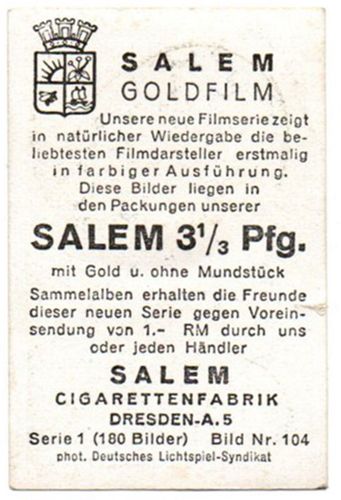 SALEM
GOLDFILM
Unsere neue Filmserie zeigt
in natürlicher Wiedergabe die be-
liebtesten Filmdarsteller erstmalig
in farbiger Ausführung.
Diese Bilder liegen in
den Packungen unserer
SALEM 3⅓ Pfg.
mit Gold u. ohne Mundstück
Sammelalben erhalten die Freunde
dieser neuen Serie gegen Vorein-
sendung von 1.- RM durch uns
oder jeden Händler
SALEM
CIGARETTENFABRIK
DRESDEN-A.5
Serie 1 (180 Bilder) Bild Nr. 104
phot. Deutsches Lichtspiel-Syndikat